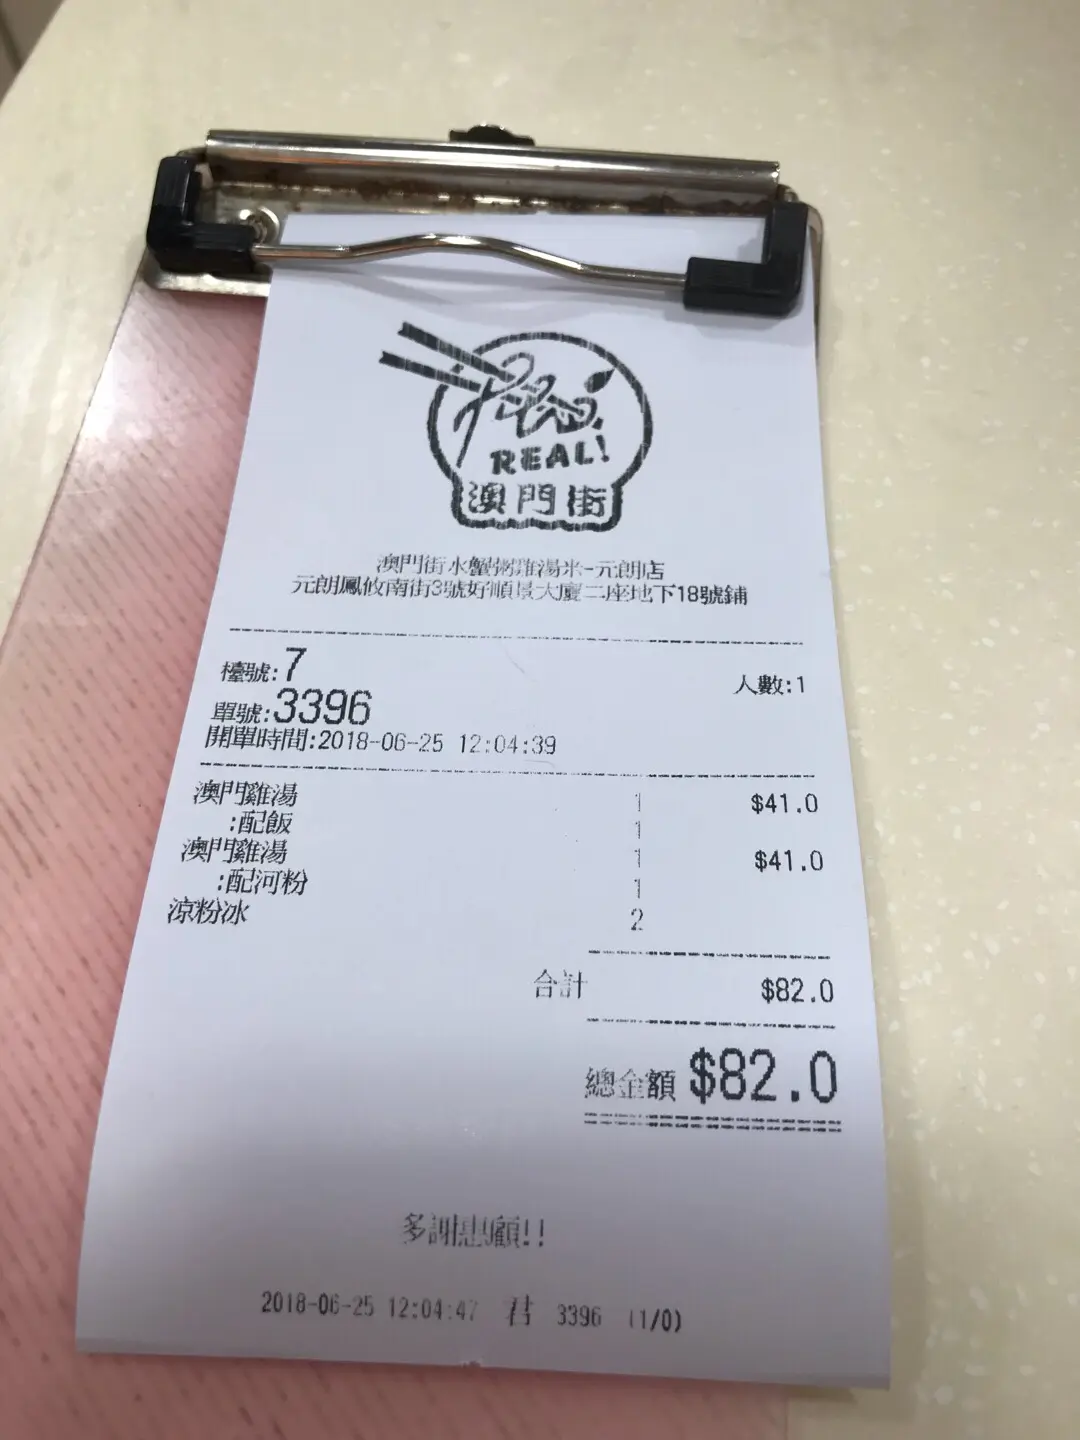 REAL!
澳門街
澳門街水蟹粥雞湯米-元朗店
元朗鳳攸南街3號好順景大廈二座地下18號鋪
檯號:7 人數:1
單號:3396
開單時間:2018-06-25 12:04:39
澳門雞湯 1 $41.0
:配飯 1
澳門雞湯 1 $41.0
:配河粉 1
涼粉冰 2
合計 $82.0
總金額 $82.0
多謝惠顧!!
2018-06-25 12:04:47 君 3396 (1/0)